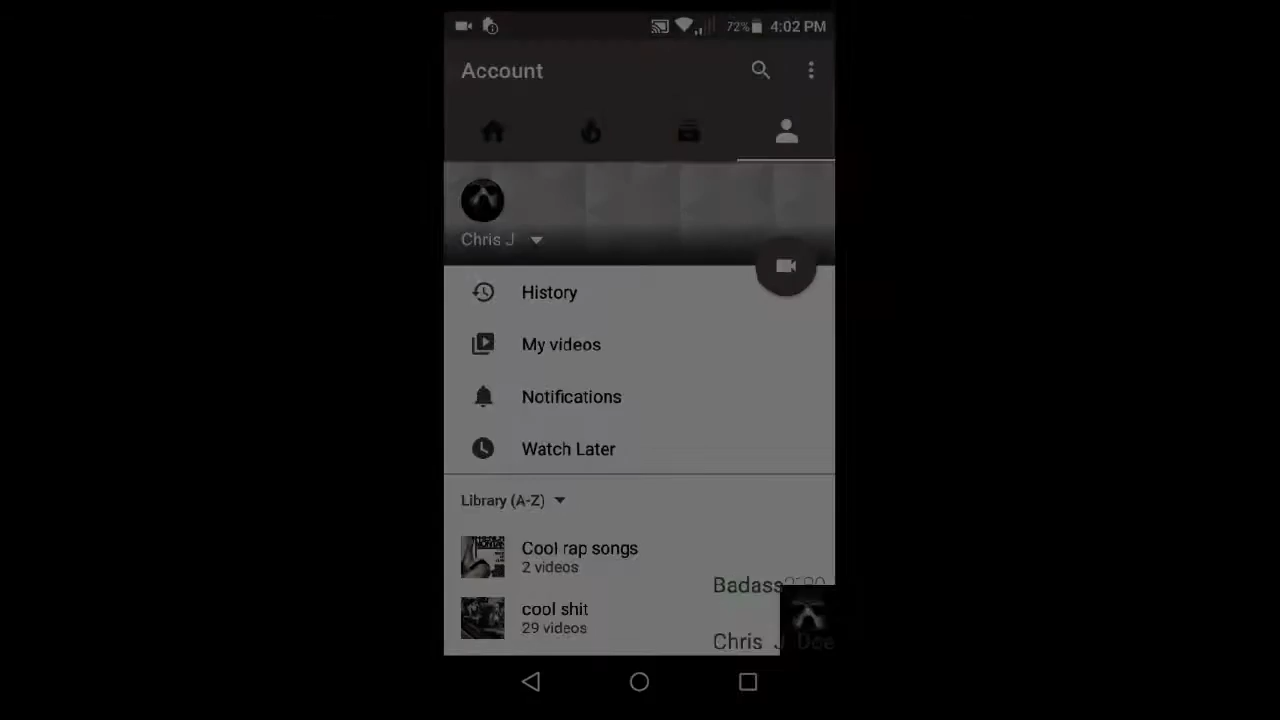 72% 4:02 PM
Account
Chris J
History
My videos
Notifications
Watch Later
Library (A-Z)
Cool rap songs
2 videos
cool shit
29 videos
Badass
Chris J Doe